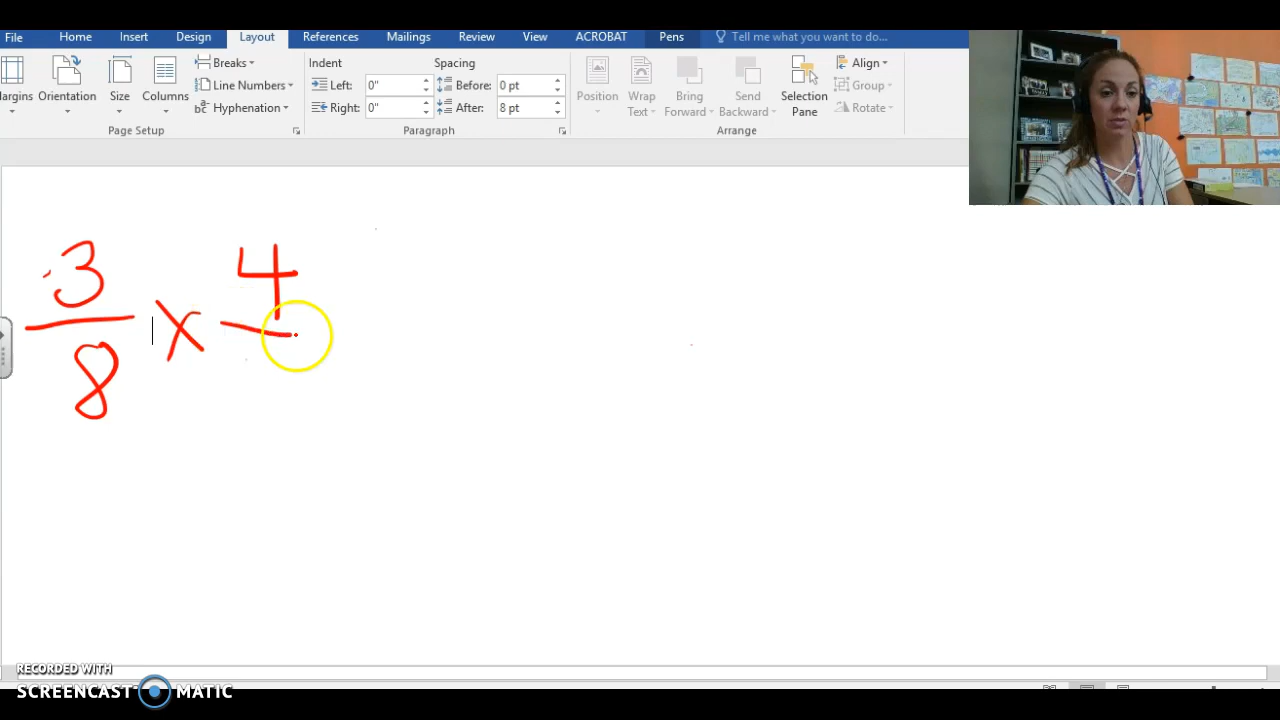 File Home Insert Design Layout References Mailings Review View ACROBAT Pens Tell me what you want to do...
Breaks Indent Spacing Align
Line Numbers Left: 0" Before: 0 pt Group
Hyphenation Right: 0" After: 8 pt Rotate
Margins Orientation Size Columns Position Wrap Text Bring Forward Send Backward Selection Pane
Page Setup Paragraph Arrange
3 4
x
8
RECORDED WITH
SCREENCAST MATIC